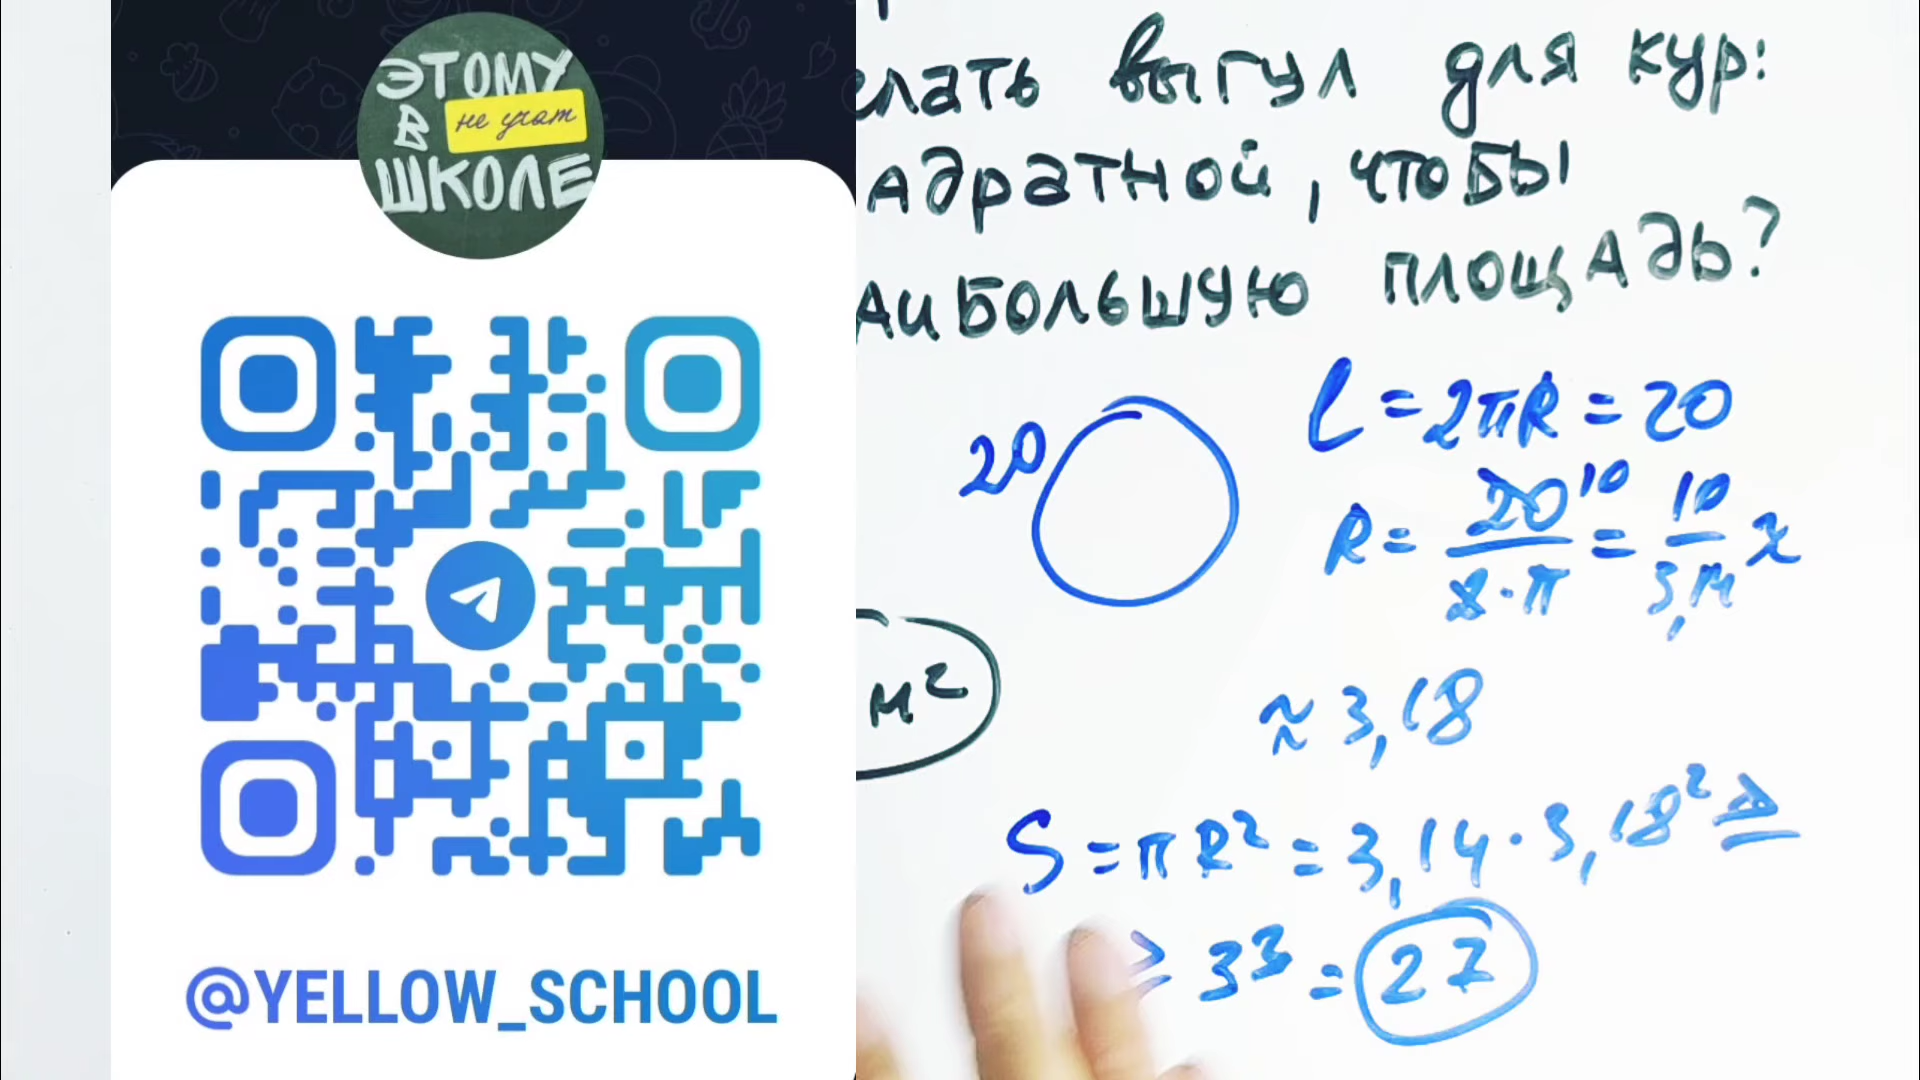 ЭТОМУ
В не учат
ШКОЛЕ
@YELLOW_SCHOOL
елать выгул для кур:
адратной, чтобы
аибольшую площадь?
20
L = 2πR = 20
R = 20 10 / 2·π = 10 / 3,14 ≈
≈ 3,18
м²
S = πR² = 3,14 · 3,18² ≥
≥ 3³ = 27